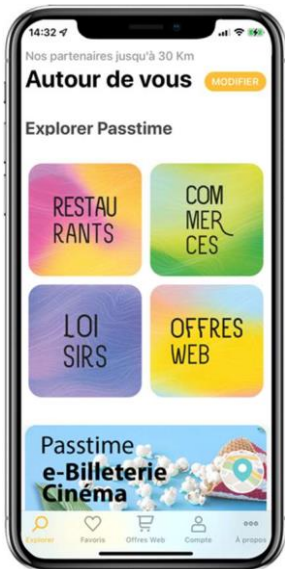 14:32
Nos partenaires jusqu'à 30 Km
Autour de vous
MODIFIER
Explorer Passtime
RESTAU
RANTS
COM
MER
CES
LOI
SIRS
OFFRES
WEB
Passtime
e-Billeterie
Cinéma
Explorer
Favoris
Offres Web
Compte
À propos